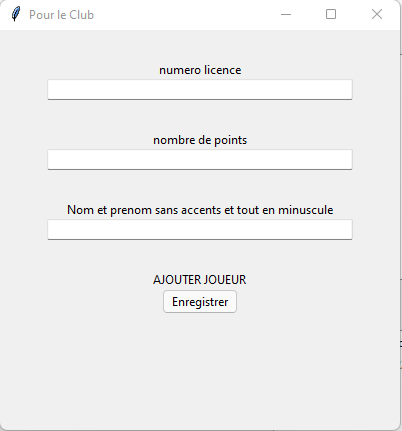 Pour le Club
numero licence
nombre de points
Nom et prenom sans accents et tout en minuscule
AJOUTER JOUEUR
Enregistrer